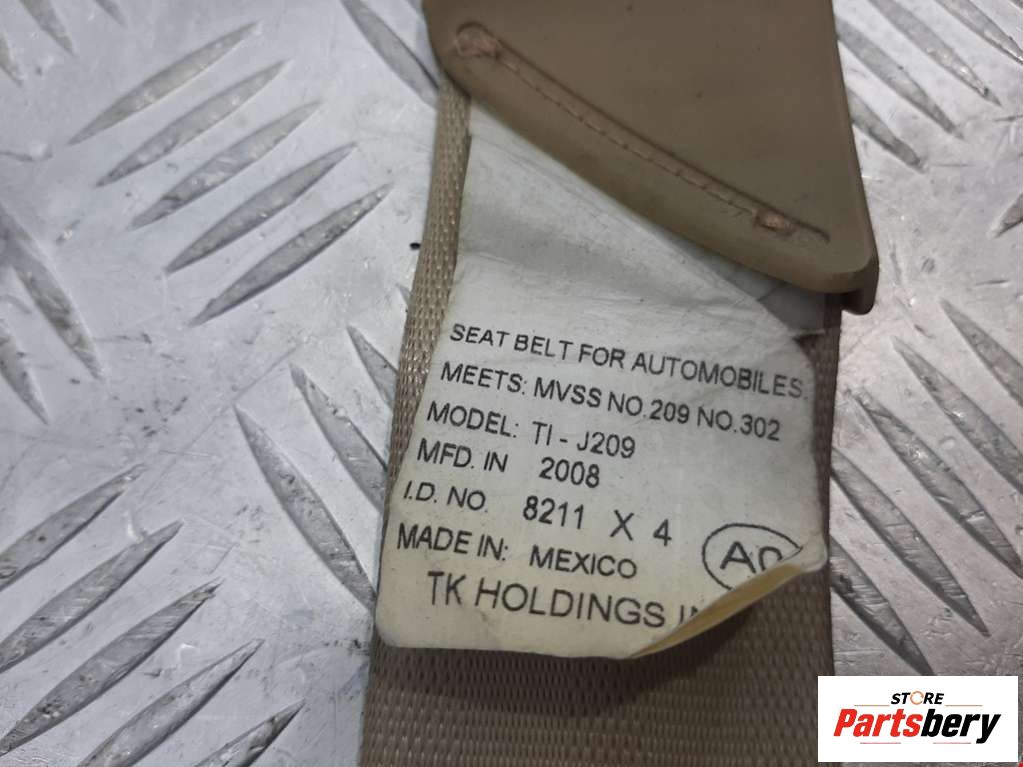 SEAT BELT FOR AUTOMOBILES.
MEETS: MVSS NO.209 NO.302
MODEL: TI - J209
MFD. IN 2008
I.D. NO. 8211 X 4
MADE IN: MEXICO
TK HOLDINGS
STORE
Partsbery